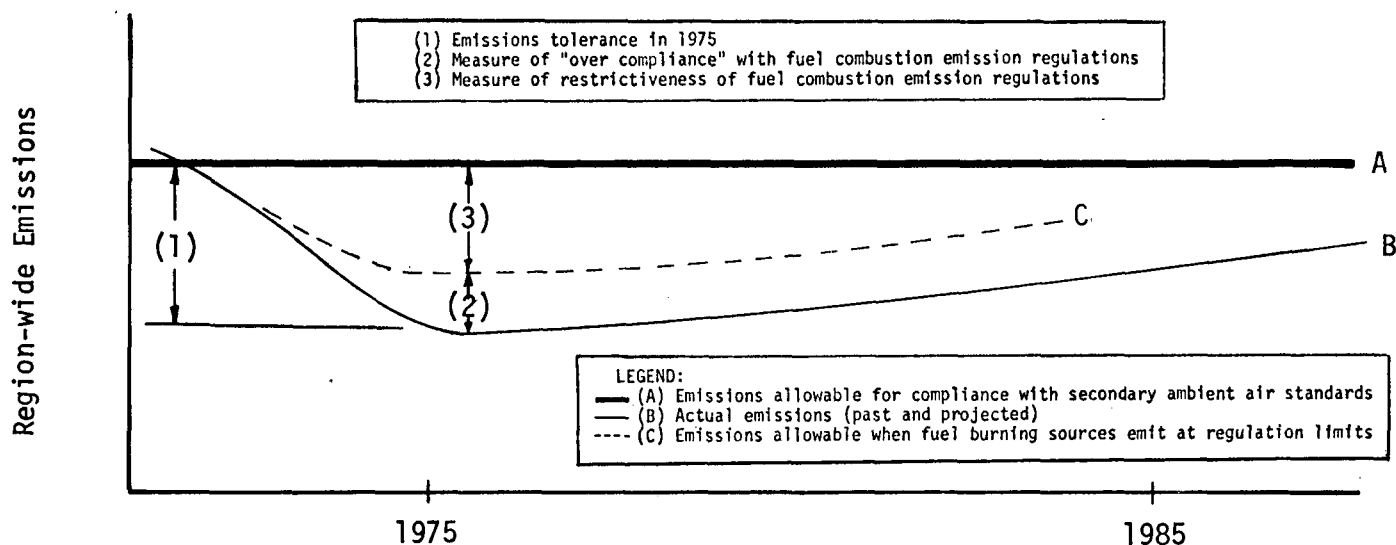 (1) Emissions tolerance in 1975
(2) Measure of "over compliance" with fuel combustion emission regulations
(3) Measure of restrictiveness of fuel combustion emission regulations
Region-wide Emissions
A
(3)
C
(1)
B
(2)
LEGEND:
(A) Emissions allowable for compliance with secondary ambient air standards
(B) Actual emissions (past and projected)
(C) Emissions allowable when fuel burning sources emit at regulation limits
1975
1985